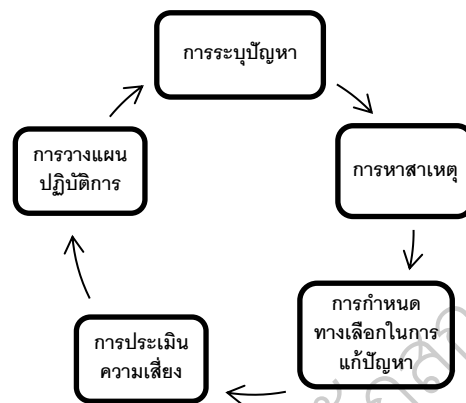 การระบุปัญหา
การหาสาเหตุ
การกำหนด
ทางเลือกในการ
แก้ปัญหา
การประเมิน
ความเสี่ยง
การวางแผน
ปฏิบัติการ